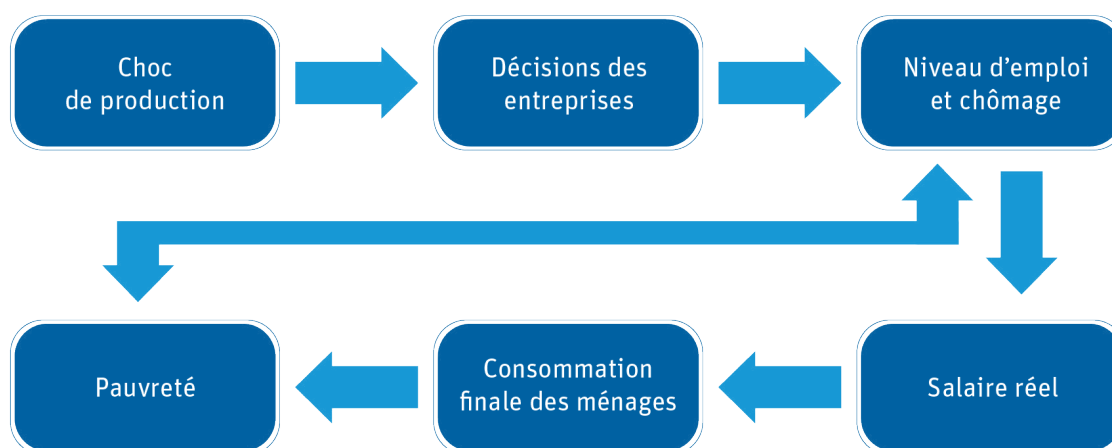 Choc
de production
Décisions des
entreprises
Niveau d’emploi
et chômage
Pauvreté
Consommation
finale des ménages
Salaire réel